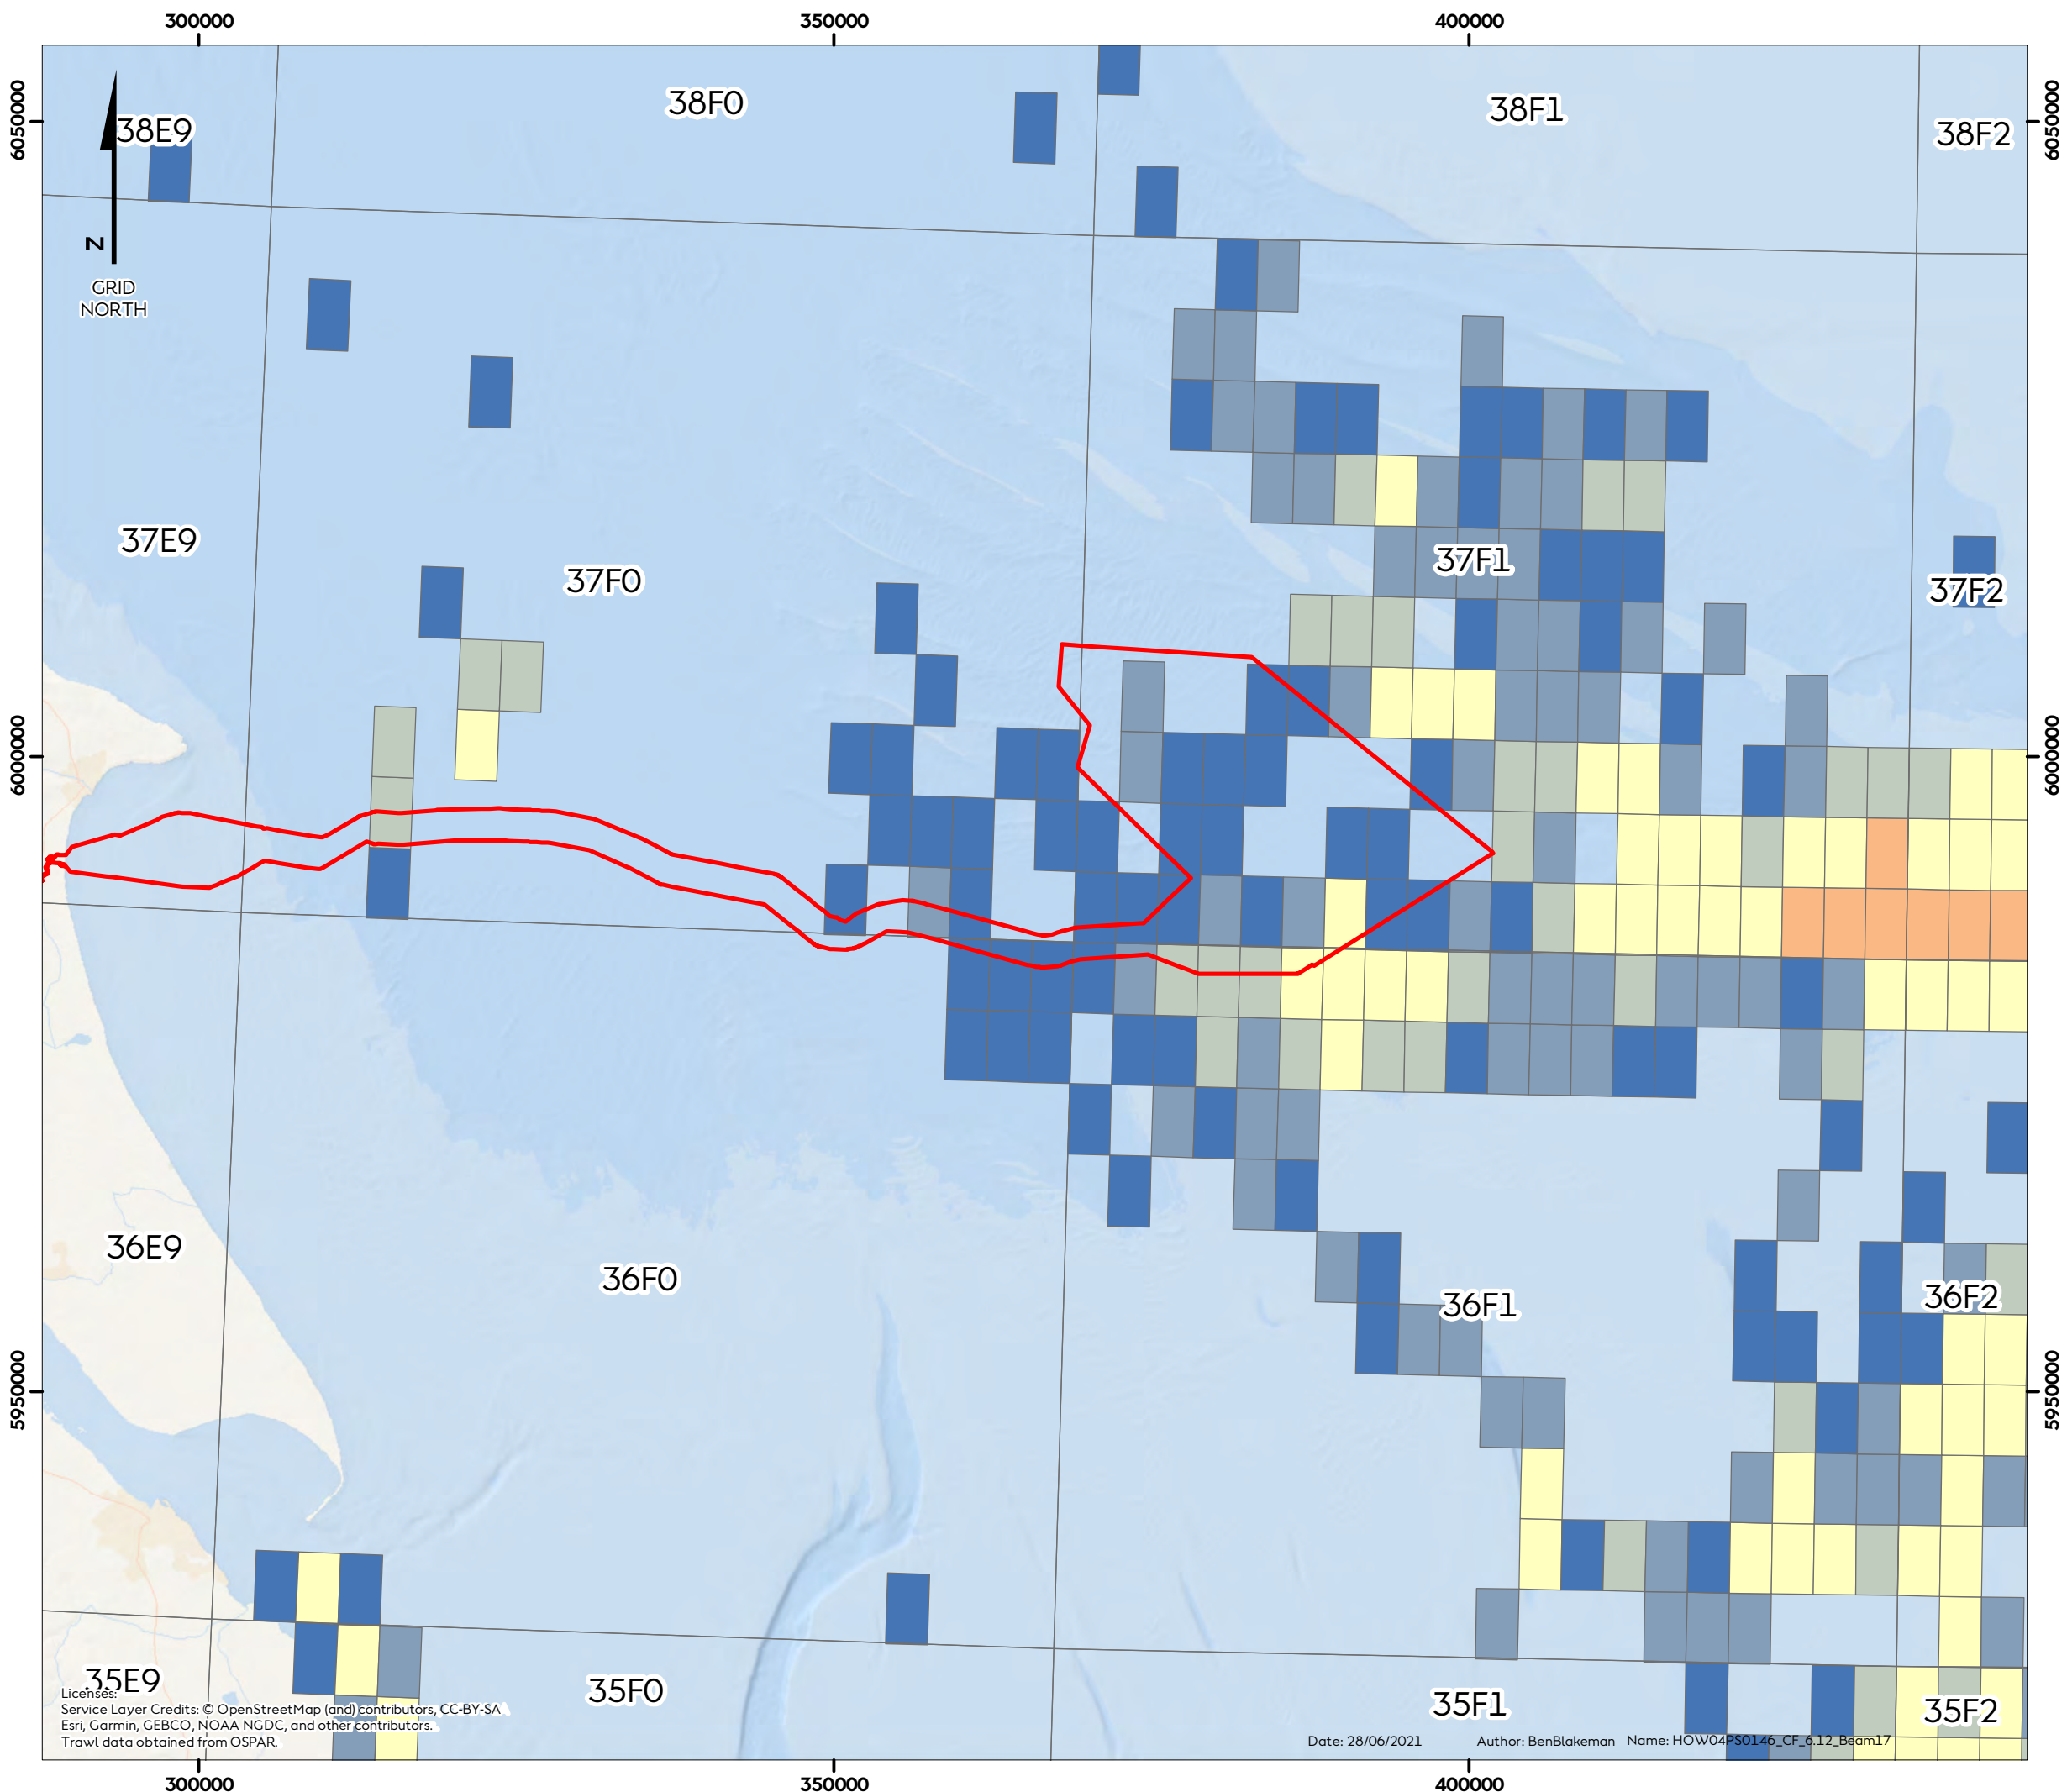 300000 350000 400000
6050000 6050000
38E9 38F0 38F1 38F2
N
GRID
NORTH
37E9 37F0 37F1 37F2
6000000 6000000
36E9 36F0 36F1 36F2
5950000 5950000
35E9 35F0 35F1 35F2
Licenses:
Service Layer Credits: © OpenStreetMap (and) contributors, CC-BY-SA
Esri, Garmin, GEBCO, NOAA NGDC, and other contributors.
Trawl data obtained from OSPAR.
Date: 28/06/2021 Author: BenBlakeman Name: HOW04PS0146_CF_6.12_Beam17
300000 350000 400000